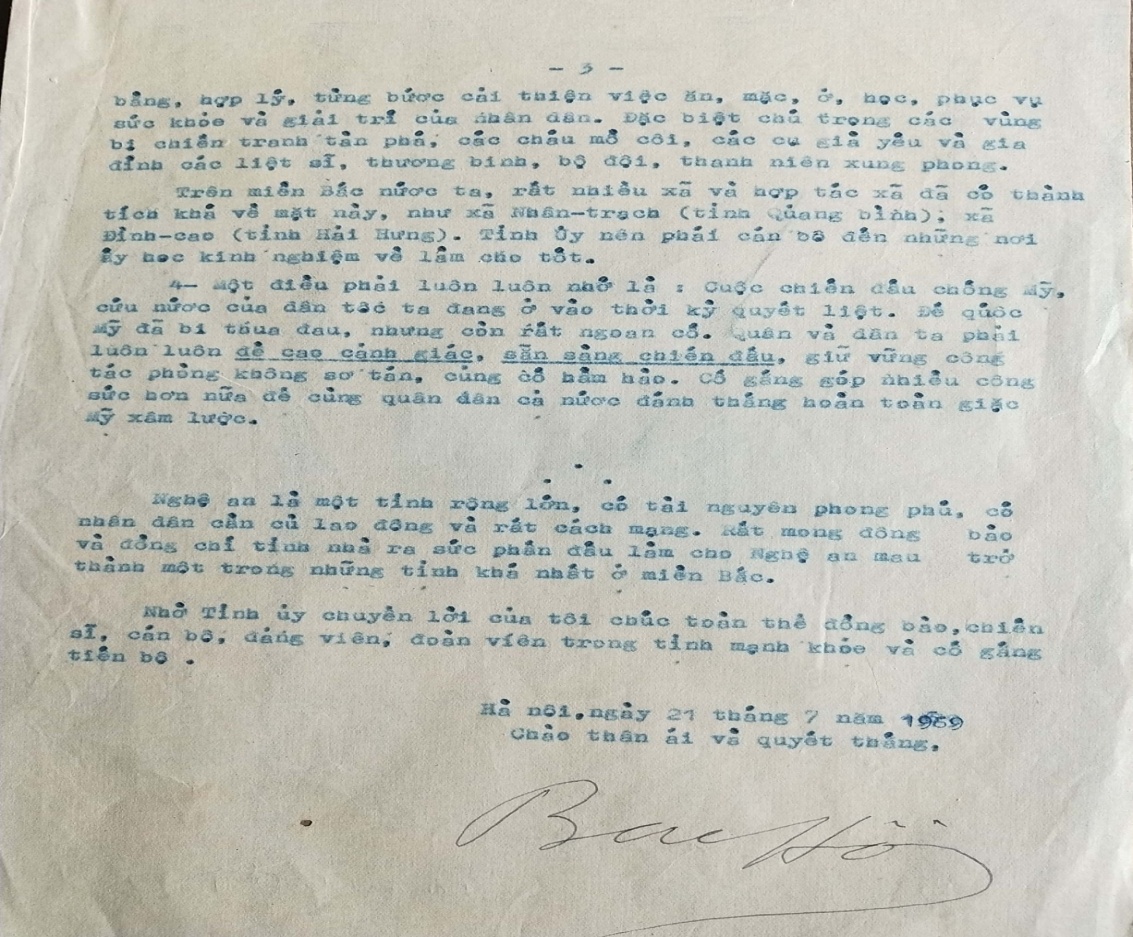 - 3 -
bằng, hợp lý, từng bước cải thiện việc ăn, mặc, ở, học, phục vụ
sức khỏe và giải trí của nhân dân. Đặc biệt chú trọng các vùng
bị chiến tranh tàn phá, các cháu mồ côi, các cụ già yếu và gia
đình các liệt sĩ, thương binh, bộ đội, thanh niên xung phong.
Trên miền Bắc nước ta, rất nhiều xã và hợp tác xã đã có thành
tích khá về mặt này, như xã Nhân-trạch (tỉnh Quảng bình); xã
Đình-cao (tỉnh Hải Hưng). Tỉnh Ủy nên phái cán bộ đến những nơi
ấy học kinh nghiệm về làm cho tốt.
4- Một điều phải luôn luôn nhớ là : Cuộc chiến đấu chống Mỹ,
cứu nước của dân tộc ta đang ở vào thời kỳ quyết liệt. Đế quốc
Mỹ đã bị thua đau, nhưng còn rất ngoan cố. Quân và dân ta phải
luôn luôn đề cao cảnh giác, sẵn sàng chiến đấu, giữ vững công
tác phòng không sơ tán, củng cố hầm hào. Cố gắng góp nhiều công
sức hơn nữa để cùng quân dân cả nước đánh thắng hoàn toàn giặc
Mỹ xâm lược.
Nghệ an là một tỉnh rộng lớn, có tài nguyên phong phú, có
nhân dân cần cù lao động và rất cách mạng. Rất mong đồng bào
và đồng chí tỉnh nhà ra sức phấn đấu làm cho Nghệ an mau trở
thành một trong những tỉnh khá nhất ở miền Bắc.
Nhờ Tỉnh ủy chuyển lời của tôi chúc toàn thể đồng bào, chiến
sĩ, cán bộ, đảng viên, đoàn viên trong tỉnh mạnh khỏe và cố gắng
tiến bộ .
Hà nội, ngày 21 tháng 7 năm 1969
Chào thân ái và quyết thắng.
Bac Hồ